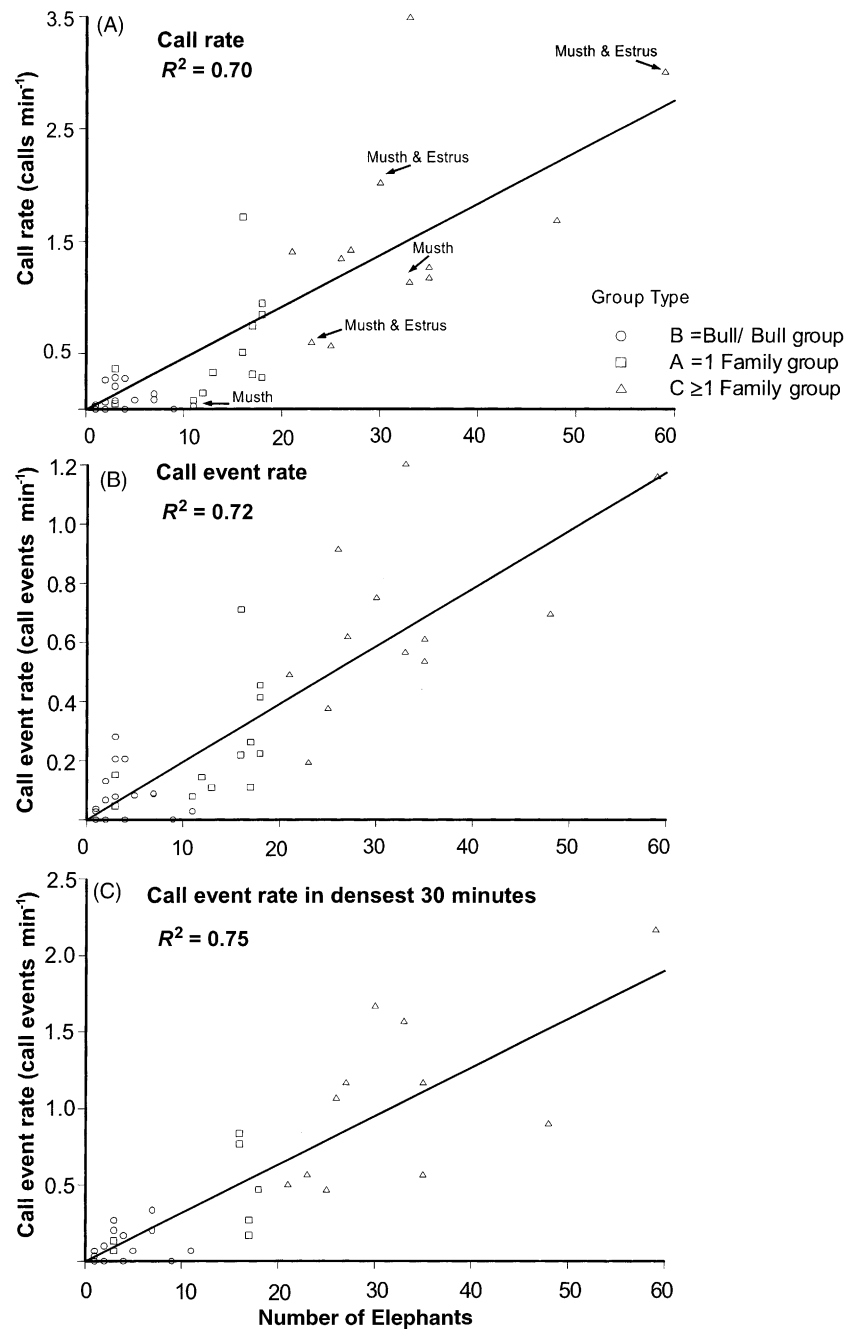 (A)
Call rate
R² = 0.70
Call rate (calls min⁻¹)
3.5
2.5
1.5
0.5
Musth & Estrus
Musth & Estrus
Musth
Musth & Estrus
Musth
Group Type
B =Bull/ Bull group
A =1 Family group
C ≥1 Family group
0 10 20 30 40 50 60
(B)
Call event rate
R² = 0.72
Call event rate (call events min⁻¹)
1.2
1.0
0.8
0.6
0.4
0.2
0 10 20 30 40 50 60
(C)
Call event rate in densest 30 minutes
R² = 0.75
Call event rate (call events min⁻¹)
2.5
2.0
1.5
1.0
0.5
0 10 20 30 40 50 60
Number of Elephants